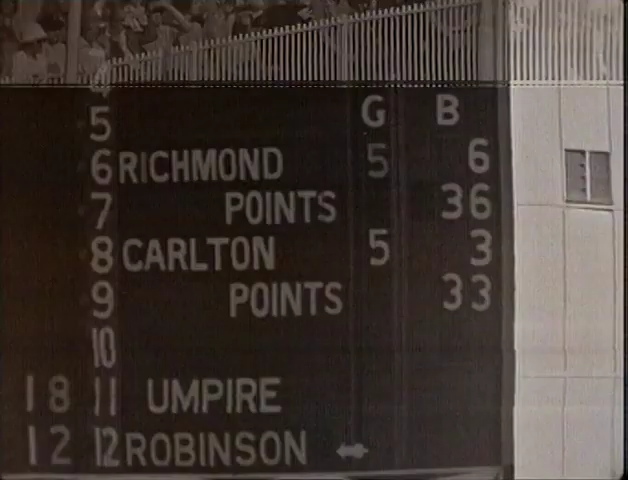 4
5 G B
6 RICHMOND 5 6
7 POINTS 36
8 CARLTON 5 3
9 POINTS 33
10
18 11 UMPIRE
12 12 ROBINSON